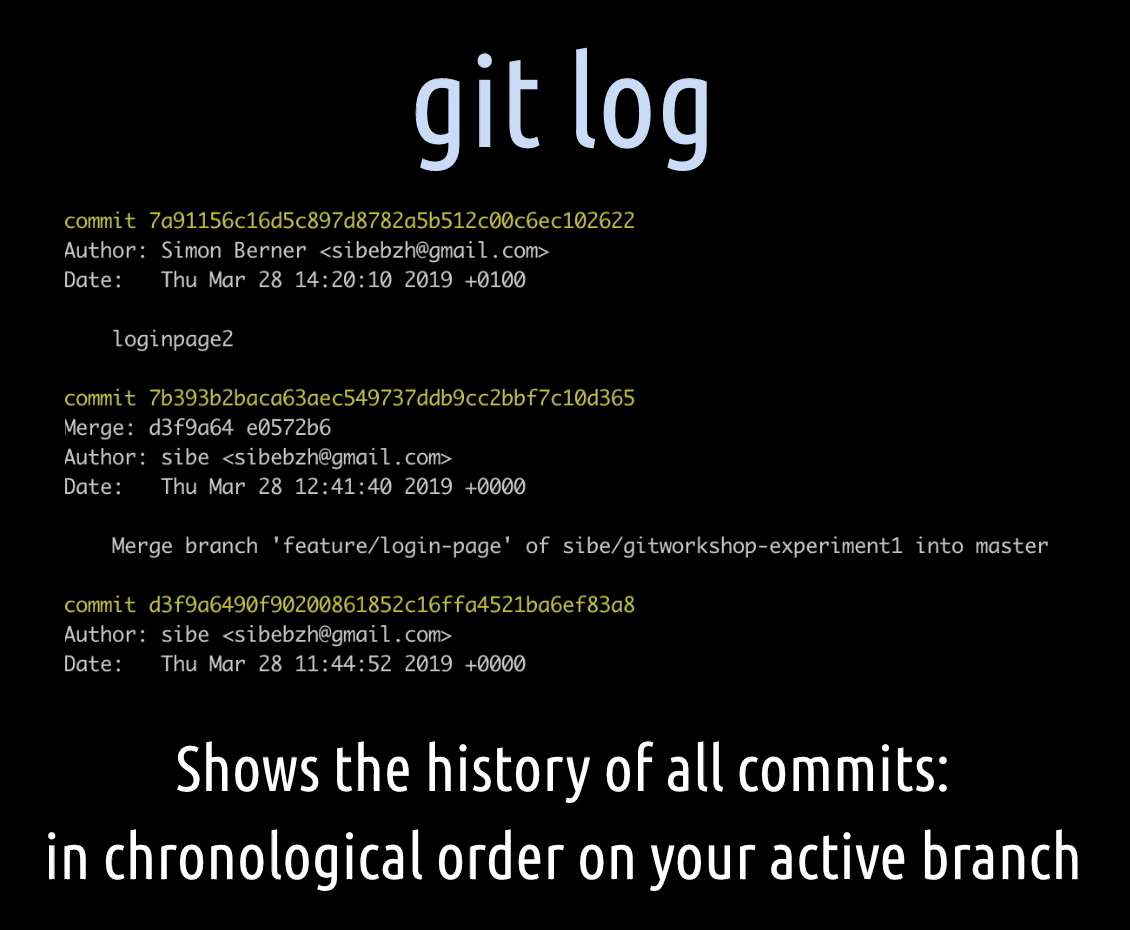 git log
commit 7a91156c16d5c897d8782a5b512c00c6ec102622
Author: Simon Berner <sibebzh@gmail.com>
Date:   Thu Mar 28 14:20:10 2019 +0100
loginpage2
commit 7b393b2baca63aec549737ddb9cc2bbf7c10d365
Merge: d3f9a64 e0572b6
Author: sibe <sibebzh@gmail.com>
Date:   Thu Mar 28 12:41:40 2019 +0000
Merge branch 'feature/login-page' of sibe/gitworkshop-experiment1 into master
commit d3f9a6490f90200861852c16ffa4521ba6ef83a8
Author: sibe <sibebzh@gmail.com>
Date:   Thu Mar 28 11:44:52 2019 +0000
Shows the history of all commits:
in chronological order on your active branch